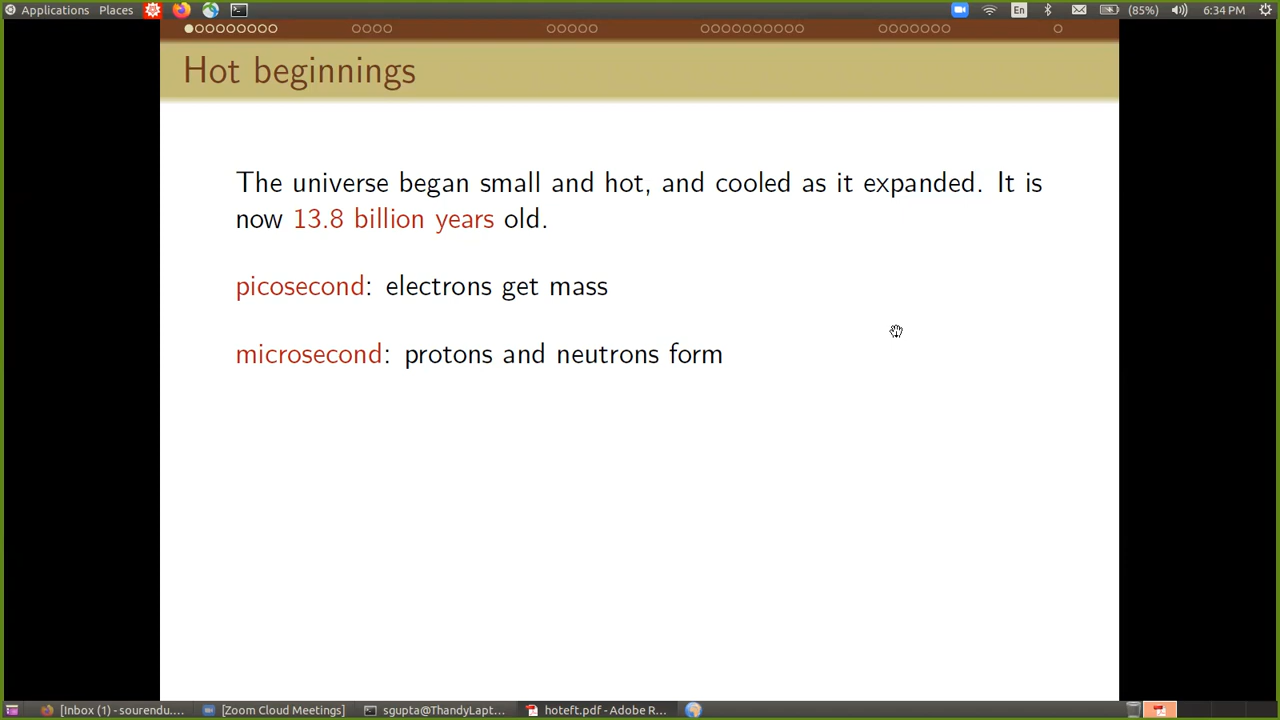 Applications Places En (85%) 6:34 PM
Hot beginnings
The universe began small and hot, and cooled as it expanded. It is
now 13.8 billion years old.
picosecond: electrons get mass
microsecond: protons and neutrons form
[Inbox (1) - sourendu.... [Zoom Cloud Meetings] sgupta@ThandyLapt... hoteft.pdf - Adobe R...